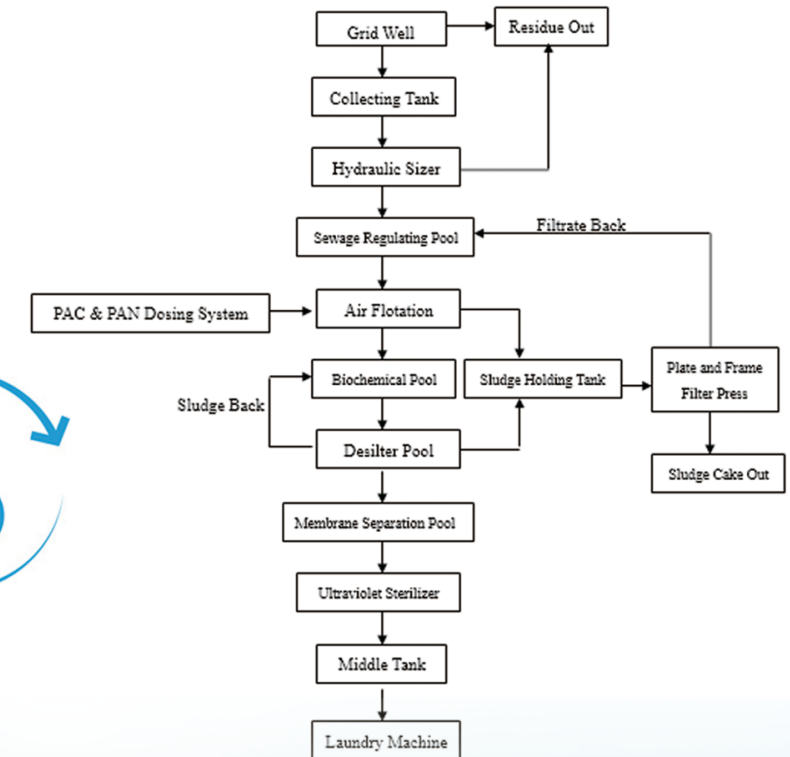 Grid Well
Residue Out
Collecting Tank
Hydraulic Sizer
Sewage Regulating Pool
Filtrate Back
PAC & PAN Dosing System
Air Flotation
Biochemical Pool
Sludge Holding Tank
Plate and Frame
Filter Press
Sludge Back
Desilter Pool
Sludge Cake Out
Membrane Separation Pool
Ultraviolet Sterilizer
Middle Tank
Laundry Machine